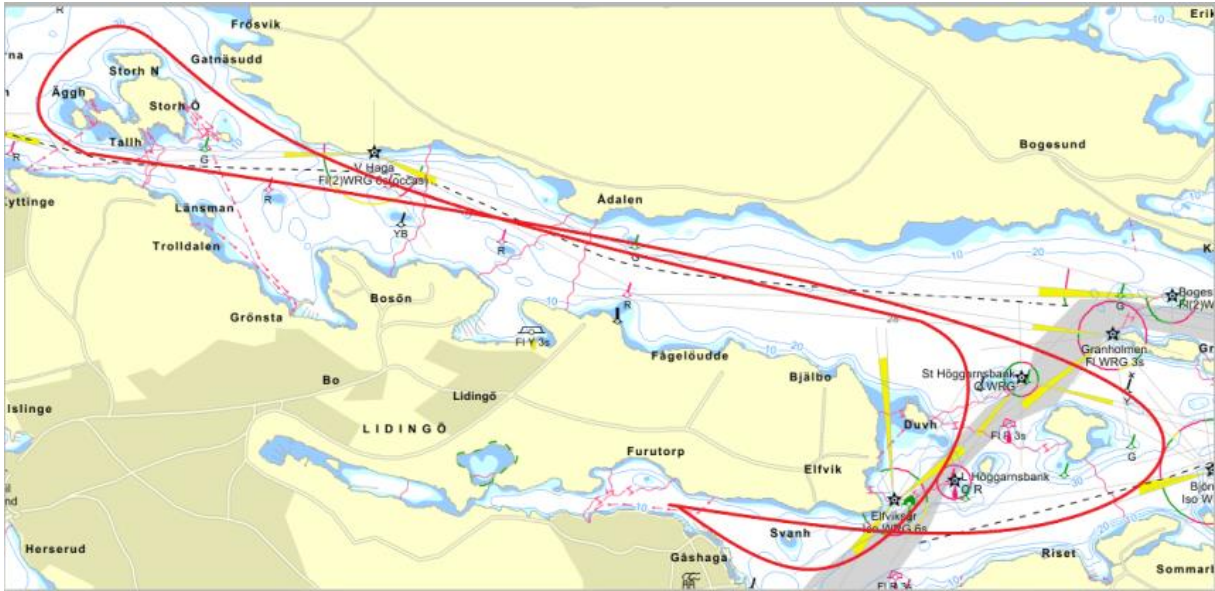 Frösvik
Gatnäsudd
Storh N
Äggh
Storh Ö
Tallh
R
G
V Haga
Fl(2)WRG 6s(occas)
Bogesund
Ådalen
Länsman
R
YB
R
G
Trolldalen
Bosön
Grönsta
R
Fl Y 3s
Fågelöudde
Granholmen
Fl WRG 3s
G
Bo
Lidingö
Bjälbo
St Höggarnsbank
Q WRG
Y
LIDINGÖ
Duvh
Fl R 3s
G
Furutorp
Elfvik
L Höggarnsbank
Q R
Iso W
Elfviksgr
Iso WRG 6s
Svanh
Herserud
Gåshaga
Riset